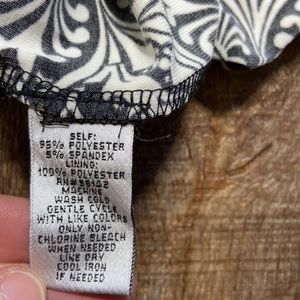 SELF:
95% POLYESTER
5% SPANDEX
LINING:
100% POLYESTER
MACHINE
WASH COLD
GENTLE CYCLE
WITH LIKE COLORS
ONLY NON-
CHLORINE BLEACH
WHEN NEEDED
LINE DRY
COOL IRON
IF NEEDED